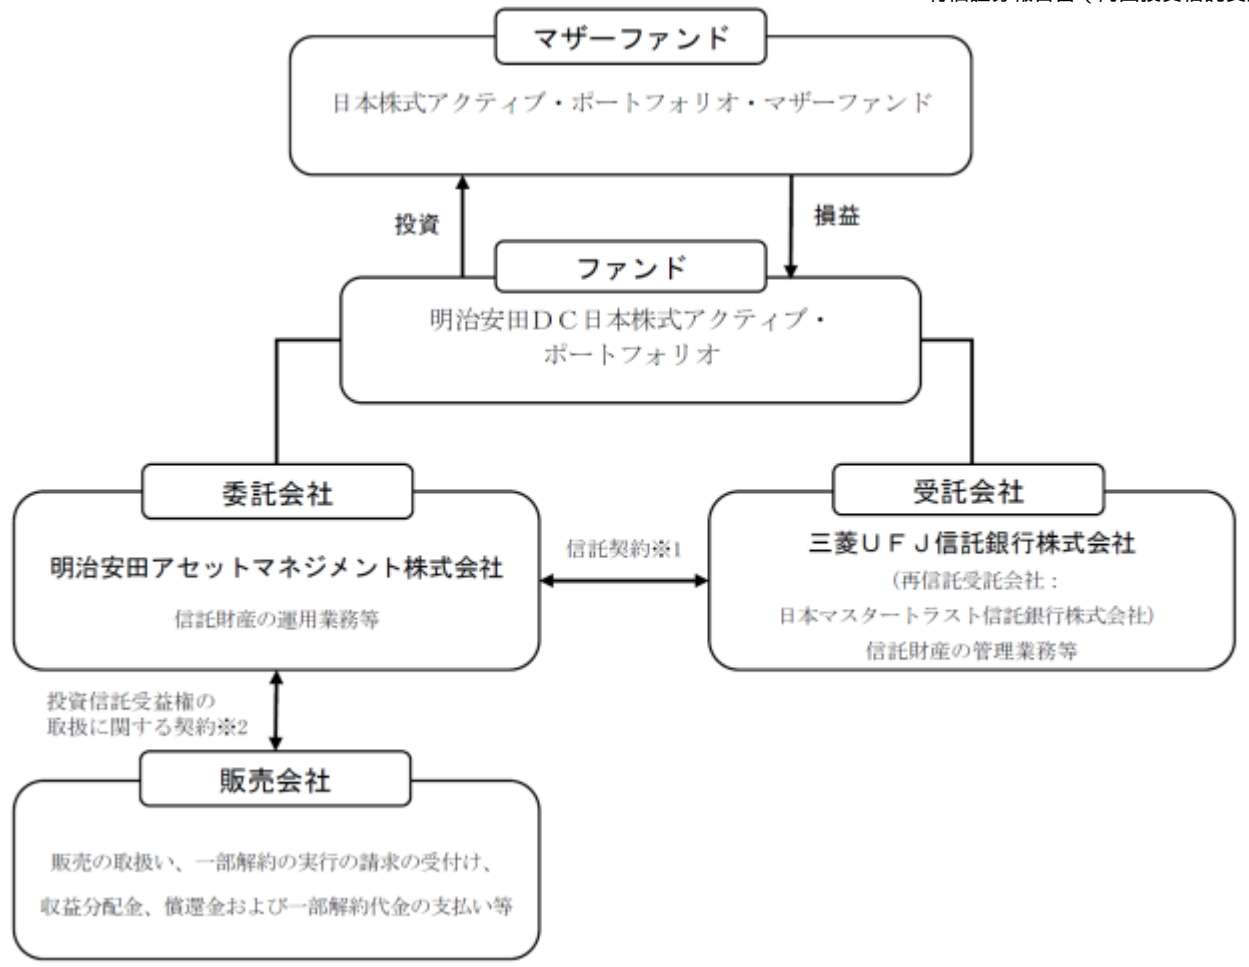 マザーファンド
日本株式アクティブ・ポートフォリオ・マザーファンド
投資
損益
ファンド
明治安田ＤＣ日本株式アクティブ・
ポートフォリオ
委託会社
明治安田アセットマネジメント株式会社
信託財産の運用業務等
信託契約※1
受託会社
三菱ＵＦＪ信託銀行株式会社
（再信託受託会社：
日本マスタートラスト信託銀行株式会社）
信託財産の管理業務等
投資信託受益権の
取扱に関する契約※2
販売会社
販売の取扱い、一部解約の実行の請求の受付け、
収益分配金、償還金および一部解約代金の支払い等